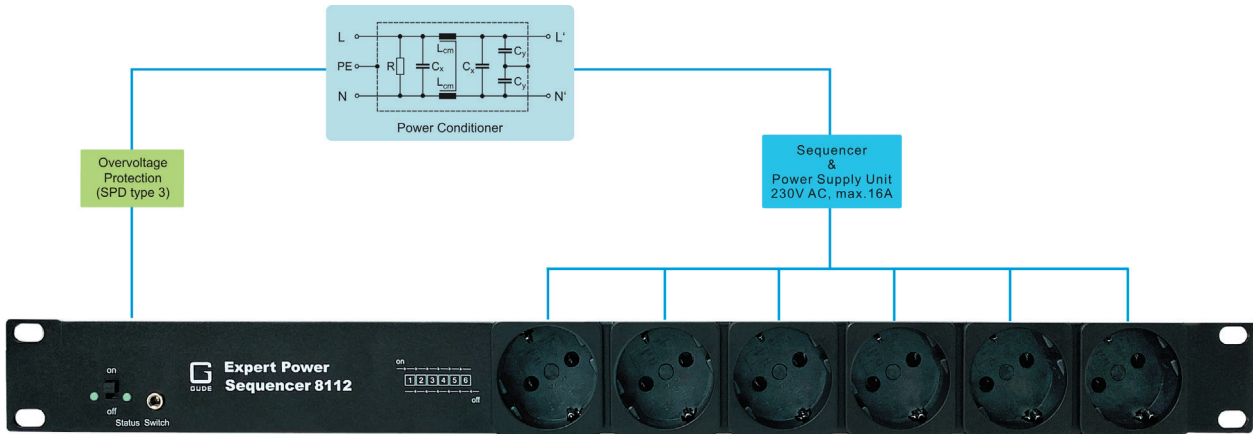 L
L'
Lcm
Cy
PE
R
Cx
Cx
Lcm
Cy
N
N'
Power Conditioner
Overvoltage
Protection
(SPD type 3)
Sequencer
&
Power Supply Unit
230V AC, max.16A
on
off
Status Switch
GUDE
Expert Power
Sequencer 8112
on
1 2 3 4 5 6
off